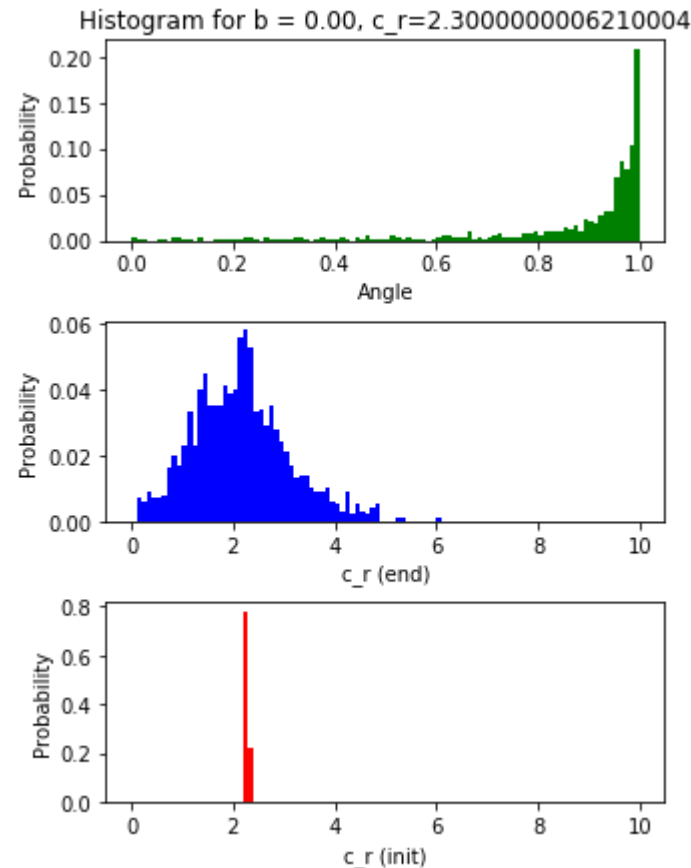 Histogram for b = 0.00, c_r=2.3000000006210004
0.20
0.15
0.10
0.05
0.00
Probability
0.0 0.2 0.4 0.6 0.8 1.0
Angle
0.06
0.04
0.02
0.00
Probability
0 2 4 6 8 10
c_r (end)
0.8
0.6
0.4
0.2
0.0
Probability
0 2 4 6 8 10
c_r (init)